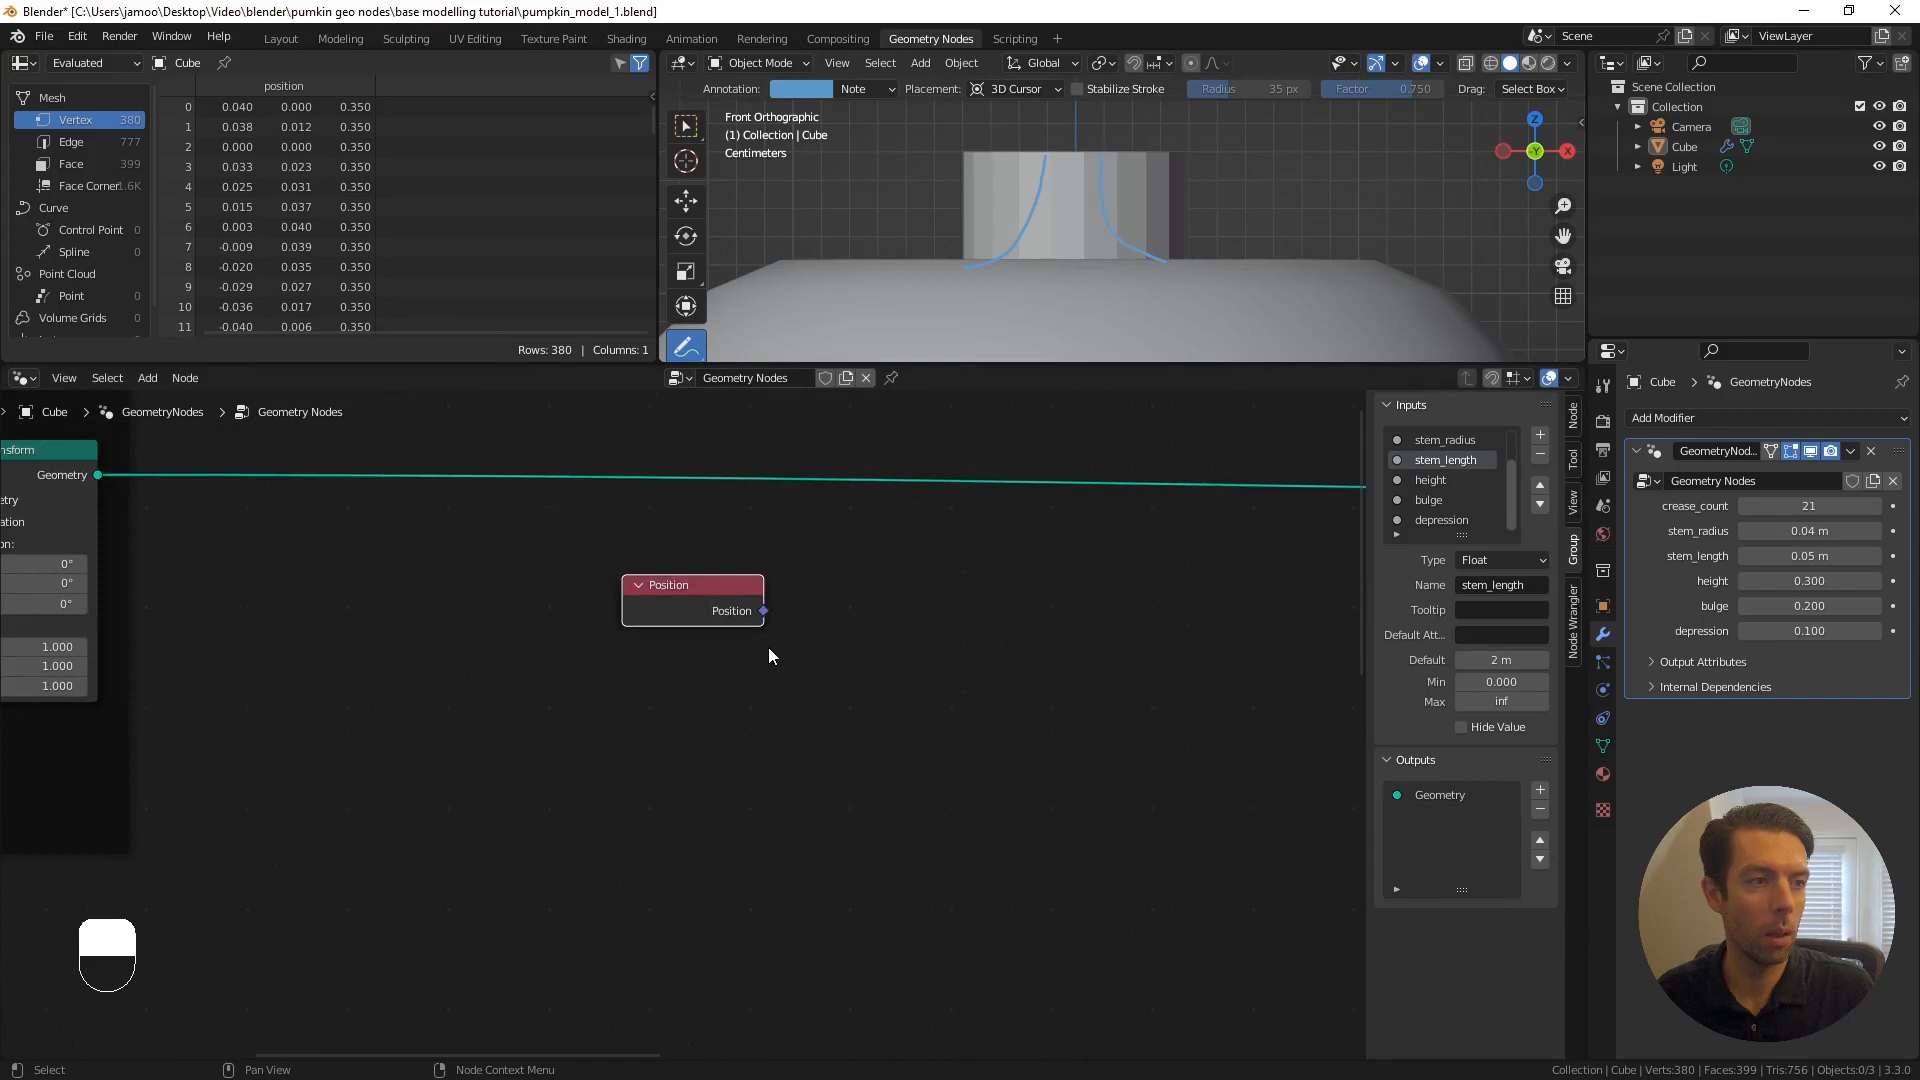 Blender* [C:\Users\jamoo\Desktop\Video\blender\pumkin geo nodes\base modelling tutorial\pumpkin_model_1.blend]
File Edit Render Window Help Layout Modeling Sculpting UV Editing Texture Paint Shading Animation Rendering Compositing Geometry Nodes Scripting + Scene ViewLayer
Evaluated Cube
position
Mesh
Vertex 380
Edge 777
Face 399
Face Corner 1.6K
Curve
Control Point 0
Spline 0
Point Cloud
Point 0
Volume Grids 0
0 0.040 0.000 0.350
1 0.038 0.012 0.350
2 0.000 0.000 0.350
3 0.033 0.023 0.350
4 0.025 0.031 0.350
5 0.015 0.037 0.350
6 0.003 0.040 0.350
7 -0.009 0.039 0.350
8 -0.020 0.035 0.350
9 -0.029 0.027 0.350
10 -0.036 0.017 0.350
11 -0.040 0.006 0.350
Rows: 380 | Columns: 1
Object Mode View Select Add Object Global
Annotation: Note Placement: 3D Cursor Stabilize Stroke Radius 35 px Factor 0.750 Drag: Select Box
Front Orthographic
(1) Collection | Cube
Centimeters
Z
-Y
X
Scene Collection
Collection
Camera
Cube
Light
View Select Add Node Geometry Nodes
Cube > GeometryNodes > Geometry Nodes
nsform
Geometry
etry
ation
on:
0°
0°
0°
1.000
1.000
1.000
Position
Position
Inputs
stem_radius
stem_length
height
bulge
depression
Type Float
Name stem_length
Tooltip
Default Att...
Default 2 m
Min 0.000
Max inf
Hide Value
Outputs
Geometry
Node
Tool
View
Group
Node Wrangler
Cube > GeometryNodes
Add Modifier
GeometryNod...
Geometry Nodes
crease_count 21
stem_radius 0.04 m
stem_length 0.05 m
height 0.300
bulge 0.200
depression 0.100
Output Attributes
Internal Dependencies
Select Pan View Node Context Menu Collection | Cube | Verts:380 | Faces:399 | Tris:756 | Objects:0/3 | 3.3.0